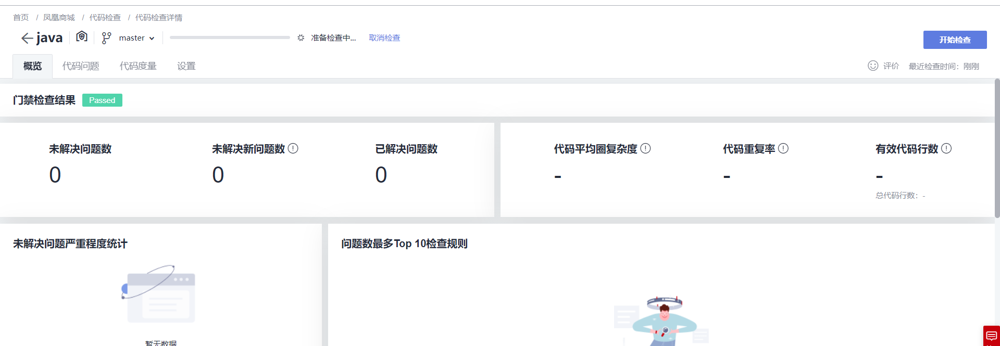 首页 / 凤凰商城 / 代码检查 / 代码检查详情
java master 准备检查中... 取消检查
开始检查
概览 代码问题 代码度量 设置
评价 最近检查时间：刚刚
门禁检查结果 Passed
未解决问题数 未解决新问题数 已解决问题数
0 0 0
代码平均圈复杂度 代码重复率 有效代码行数
- - -
总代码行数：-
未解决问题严重程度统计
暂无数据
问题数最多Top 10检查规则